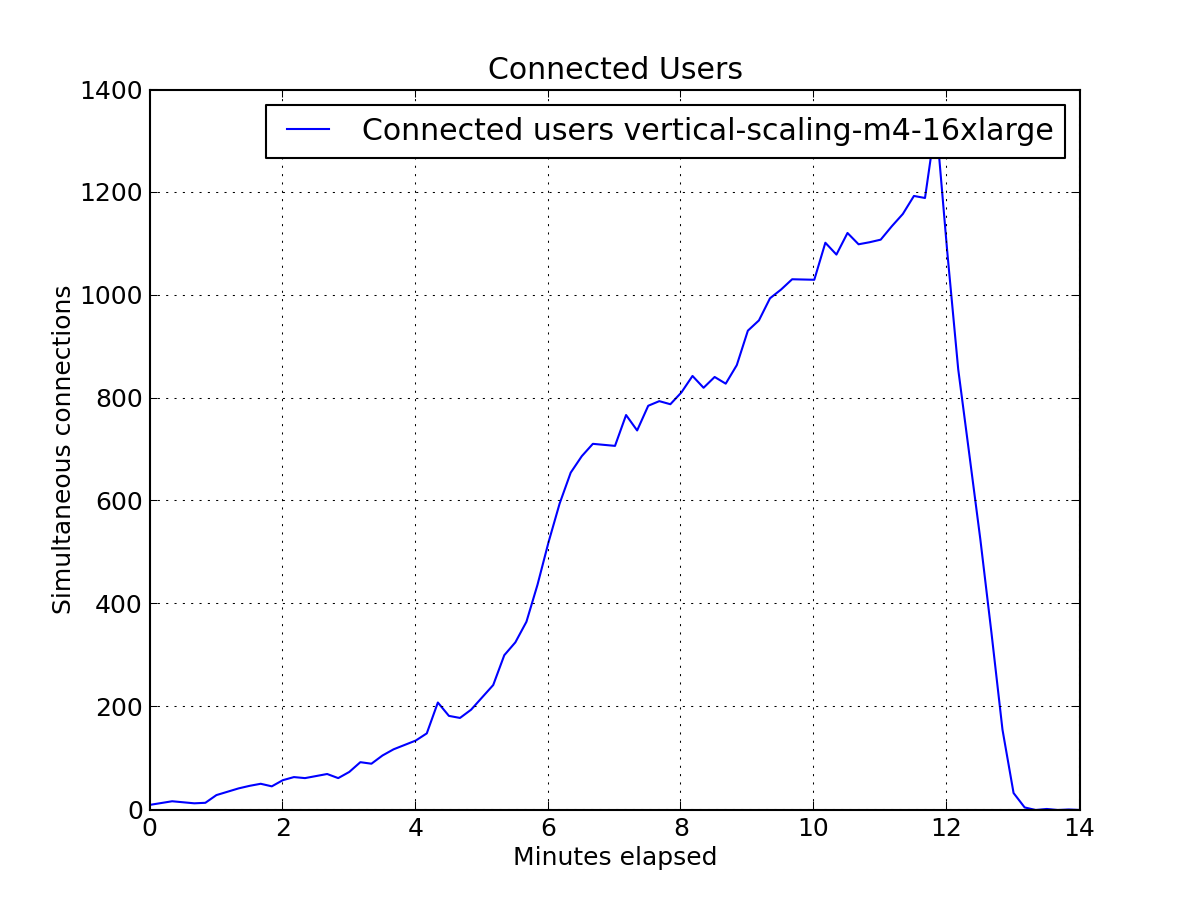 Connected Users
Connected users vertical-scaling-m4-16xlarge
1400
1200
1000
800
600
400
200
0
Simultaneous connections
0 2 4 6 8 10 12 14
Minutes elapsed